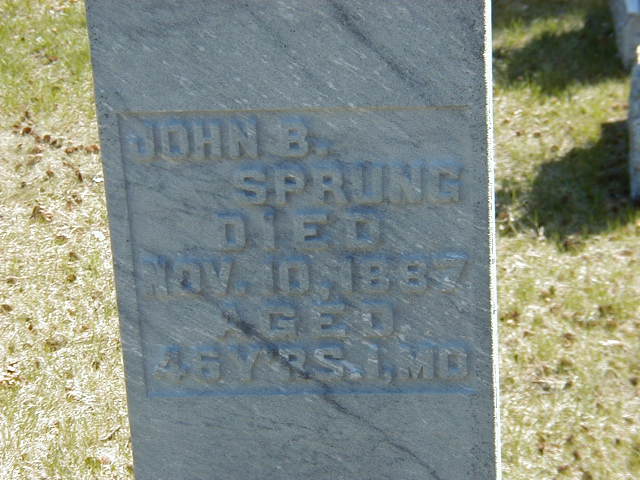 JOHN B.
SPRUNG
DIED
NOV. 10, 1887
AGED
46 YRS. 1 MO